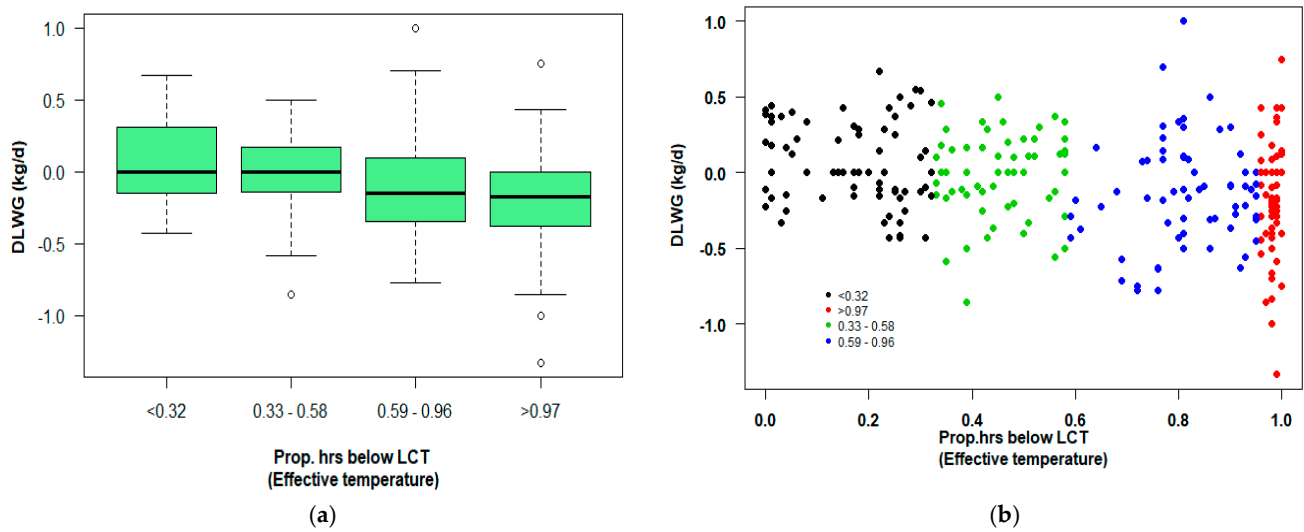 DLWG (kg/d)
1.0
0.5
0.0
-0.5
-1.0
<0.32
0.33 - 0.58
0.59 - 0.96
>0.97
Prop. hrs below LCT
(Effective temperature)
(a)
DLWG (kg/d)
1.0
0.5
0.0
-0.5
-1.0
<0.32
>0.97
0.33 - 0.58
0.59 - 0.96
0.0 0.2 0.4 0.6 0.8 1.0
Prop.hrs below LCT
(Effective temperature)
(b)